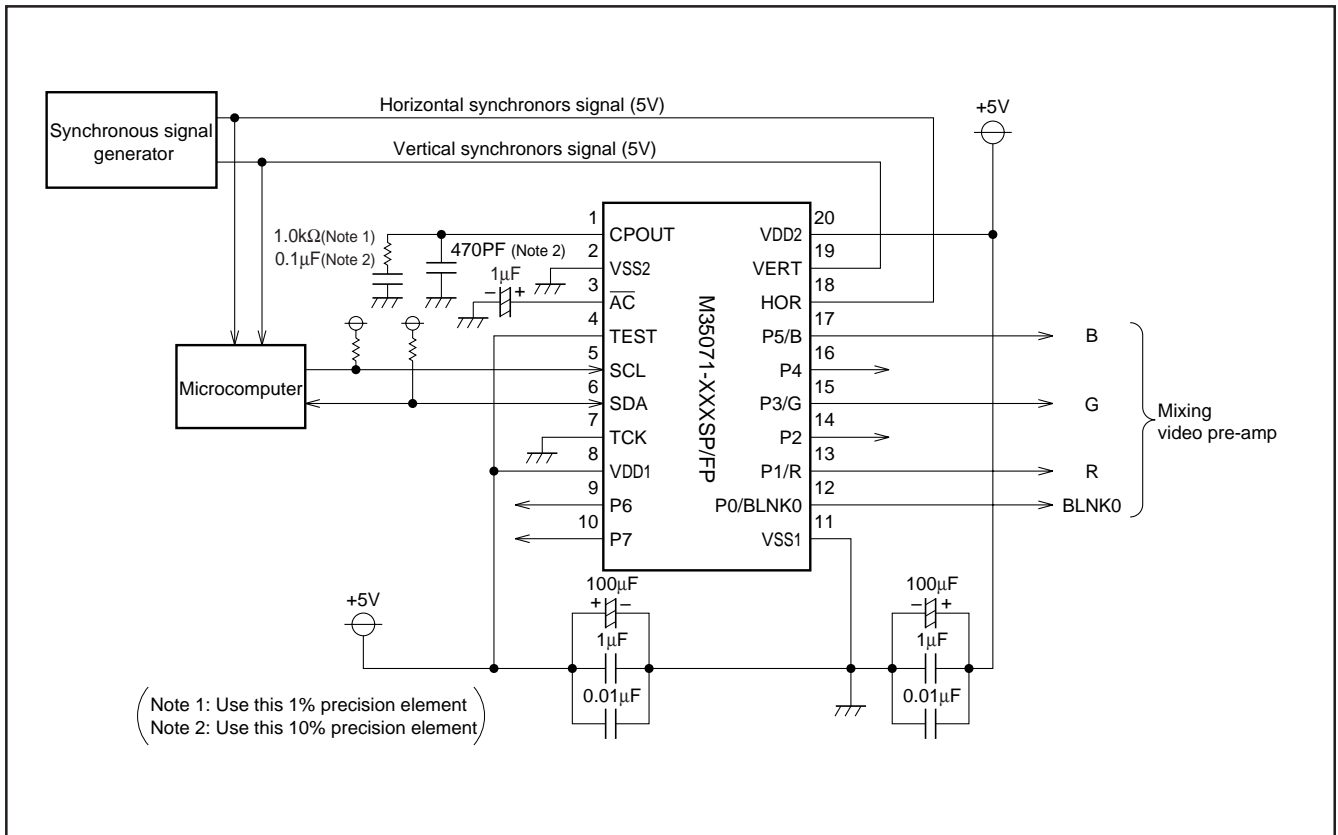 Synchronous signal
generator
Horizontal synchronors signal (5V)
Vertical synchronors signal (5V)
+5V
1.0kΩ(Note 1)
0.1μF(Note 2)
470PF (Note 2)
1μF
− +
Microcomputer
1 CPOUT
2 VSS2
3 AC
4 TEST
5 SCL
6 SDA
7 TCK
8 VDD1
9 P6
10 P7
M35071-XXXSP/FP
20 VDD2
19 VERT
18 HOR
17 P5/B
16 P4
15 P3/G
14 P2
13 P1/R
12 P0/BLNK0
11 VSS1
B
G
R
BLNK0
Mixing
video pre-amp
+5V
100μF
+ −
1μF
0.01μF
100μF
− +
1μF
0.01μF
Note 1: Use this 1% precision element
Note 2: Use this 10% precision element